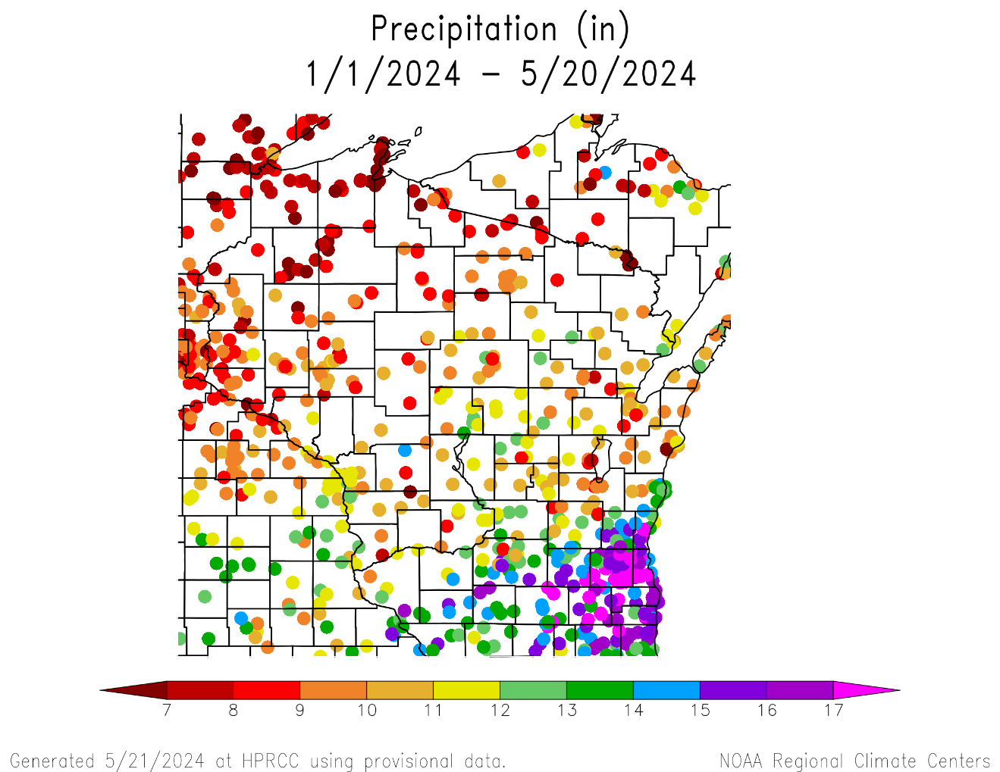 Precipitation (in)
1/1/2024 – 5/20/2024
7 8 9 10 11 12 13 14 15 16 17
Generated 5/21/2024 at HPRCC using provisional data.
NOAA Regional Climate Centers